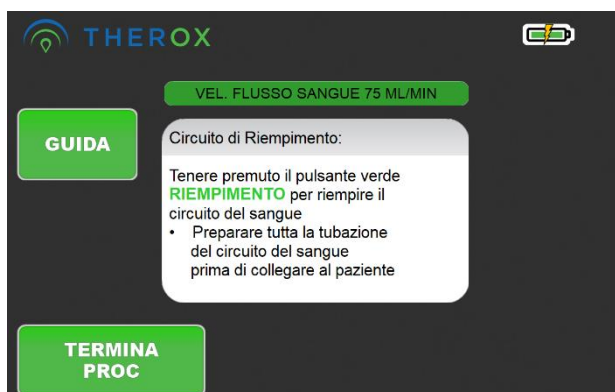 THEROX
VEL. FLUSSO SANGUE 75 ML/MIN
GUIDA
Circuito di Riempimento:
Tenere premuto il pulsante verde
RIEMPIMENTO per riempire il
circuito del sangue
• Preparare tutta la tubazione
del circuito del sangue
prima di collegare al paziente
TERMINA
PROC